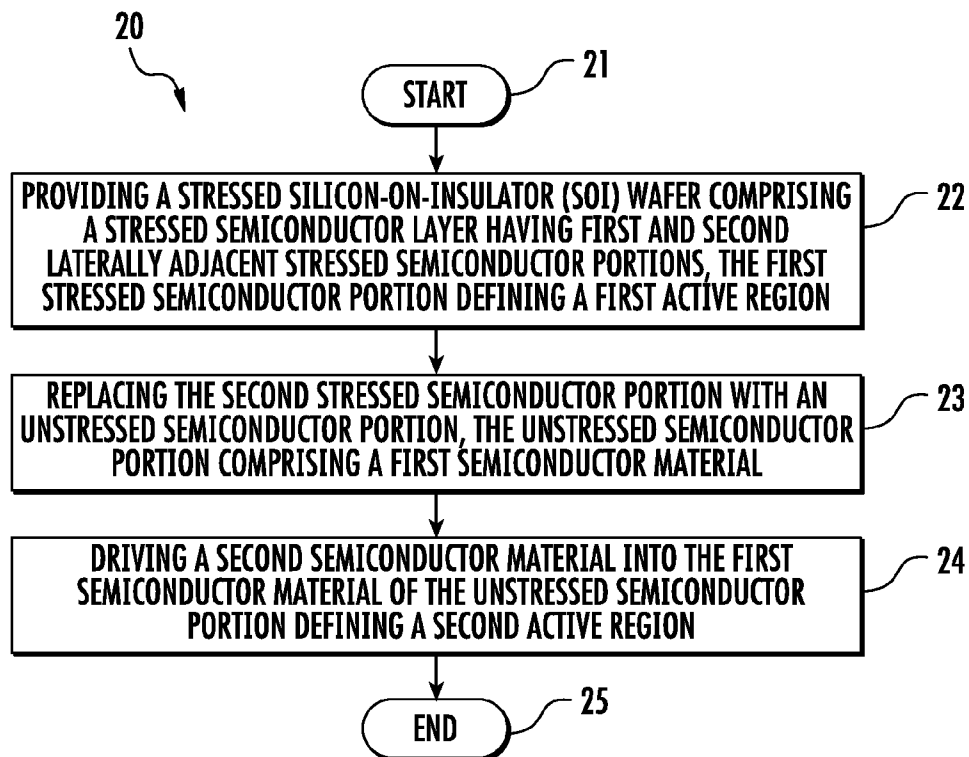 20
21
START
PROVIDING A STRESSED SILICON-ON-INSULATOR (SOI) WAFER COMPRISING
A STRESSED SEMICONDUCTOR LAYER HAVING FIRST AND SECOND
LATERALLY ADJACENT STRESSED SEMICONDUCTOR PORTIONS, THE FIRST
STRESSED SEMICONDUCTOR PORTION DEFINING A FIRST ACTIVE REGION
22
REPLACING THE SECOND STRESSED SEMICONDUCTOR PORTION WITH AN
UNSTRESSED SEMICONDUCTOR PORTION, THE UNSTRESSED SEMICONDUCTOR
PORTION COMPRISING A FIRST SEMICONDUCTOR MATERIAL
23
DRIVING A SECOND SEMICONDUCTOR MATERIAL INTO THE FIRST
SEMICONDUCTOR MATERIAL OF THE UNSTRESSED SEMICONDUCTOR
PORTION DEFINING A SECOND ACTIVE REGION
24
END
25